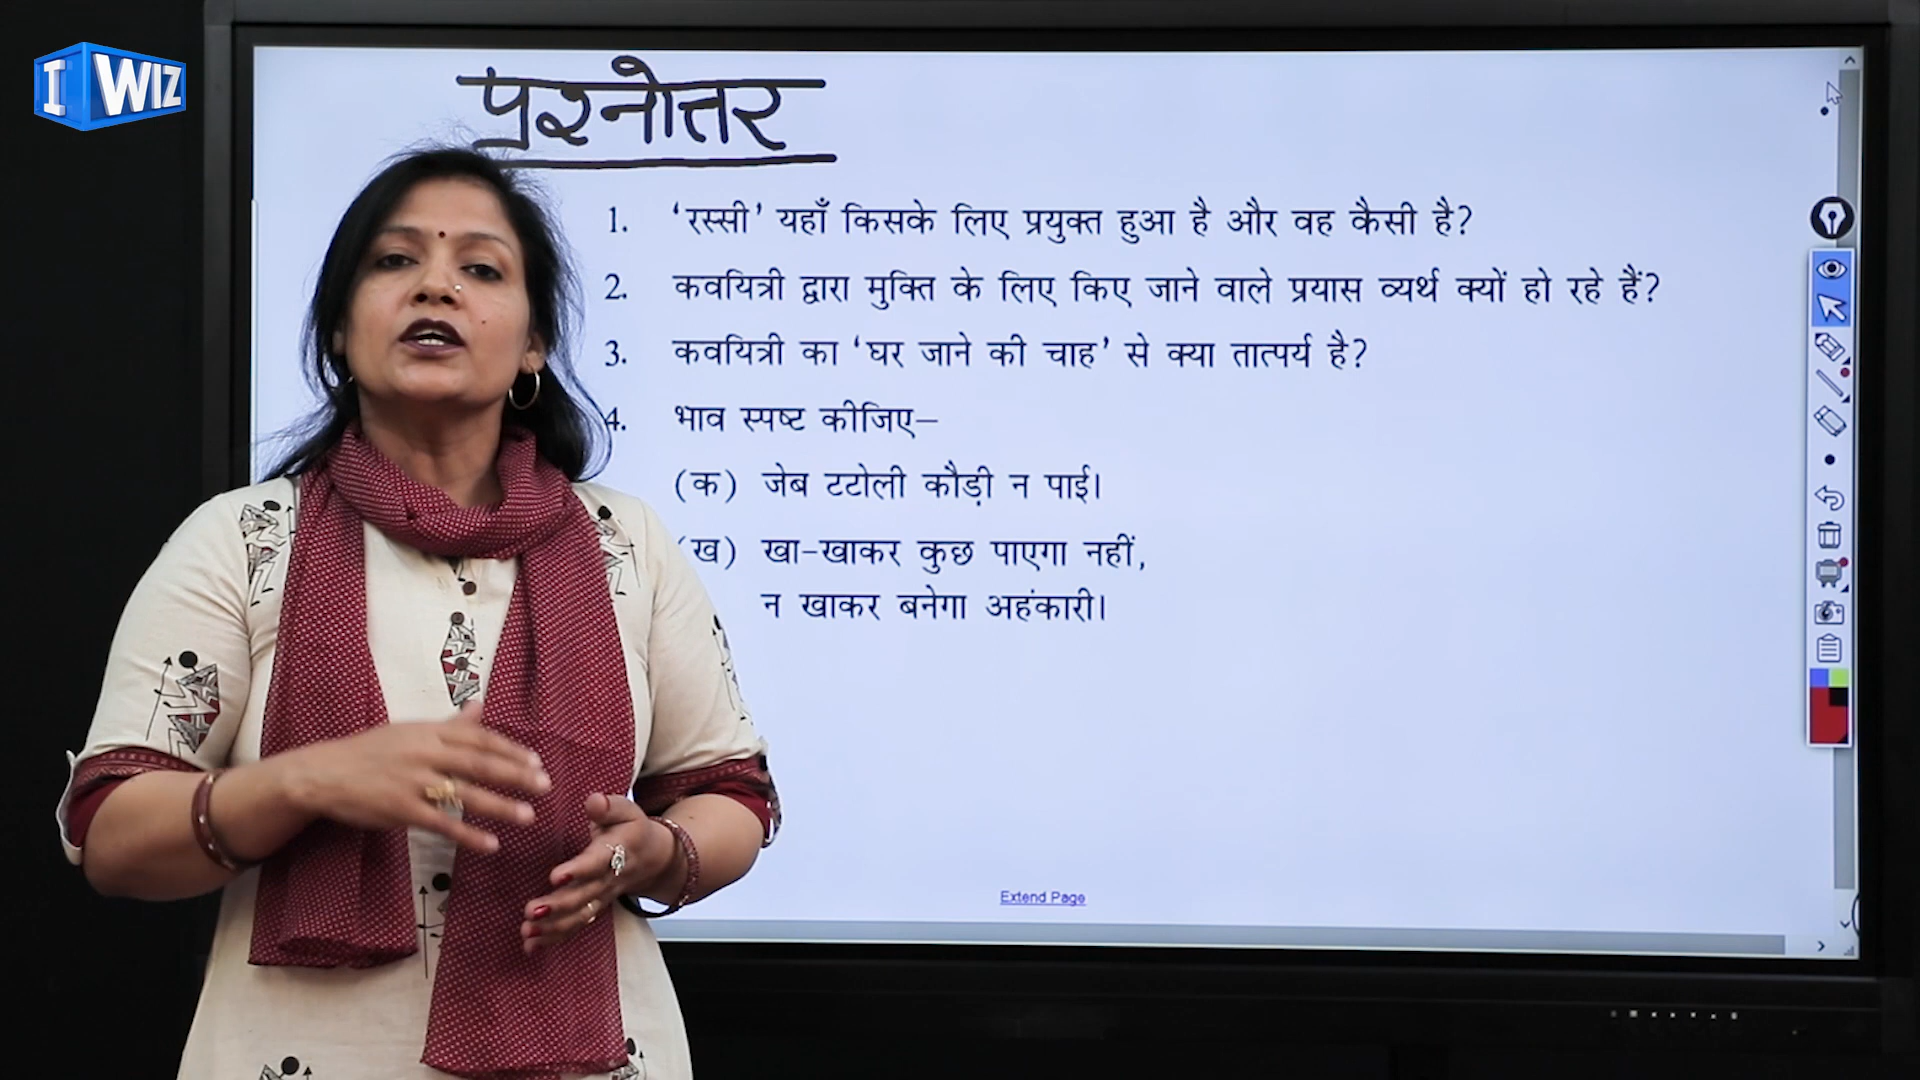 I WIZ
प्रश्नोत्तर
1. ‘रस्सी’ यहाँ किसके लिए प्रयुक्त हुआ है और वह कैसी है?
2. कवयित्री द्वारा मुक्ति के लिए किए जाने वाले प्रयास व्यर्थ क्यों हो रहे हैं?
3. कवयित्री का ‘घर जाने की चाह’ से क्या तात्पर्य है?
4. भाव स्पष्ट कीजिए–
(क) जेब टटोली कौड़ी न पाई।
(ख) खा-खाकर कुछ पाएगा नहीं,
न खाकर बनेगा अहंकारी।
Extend Page